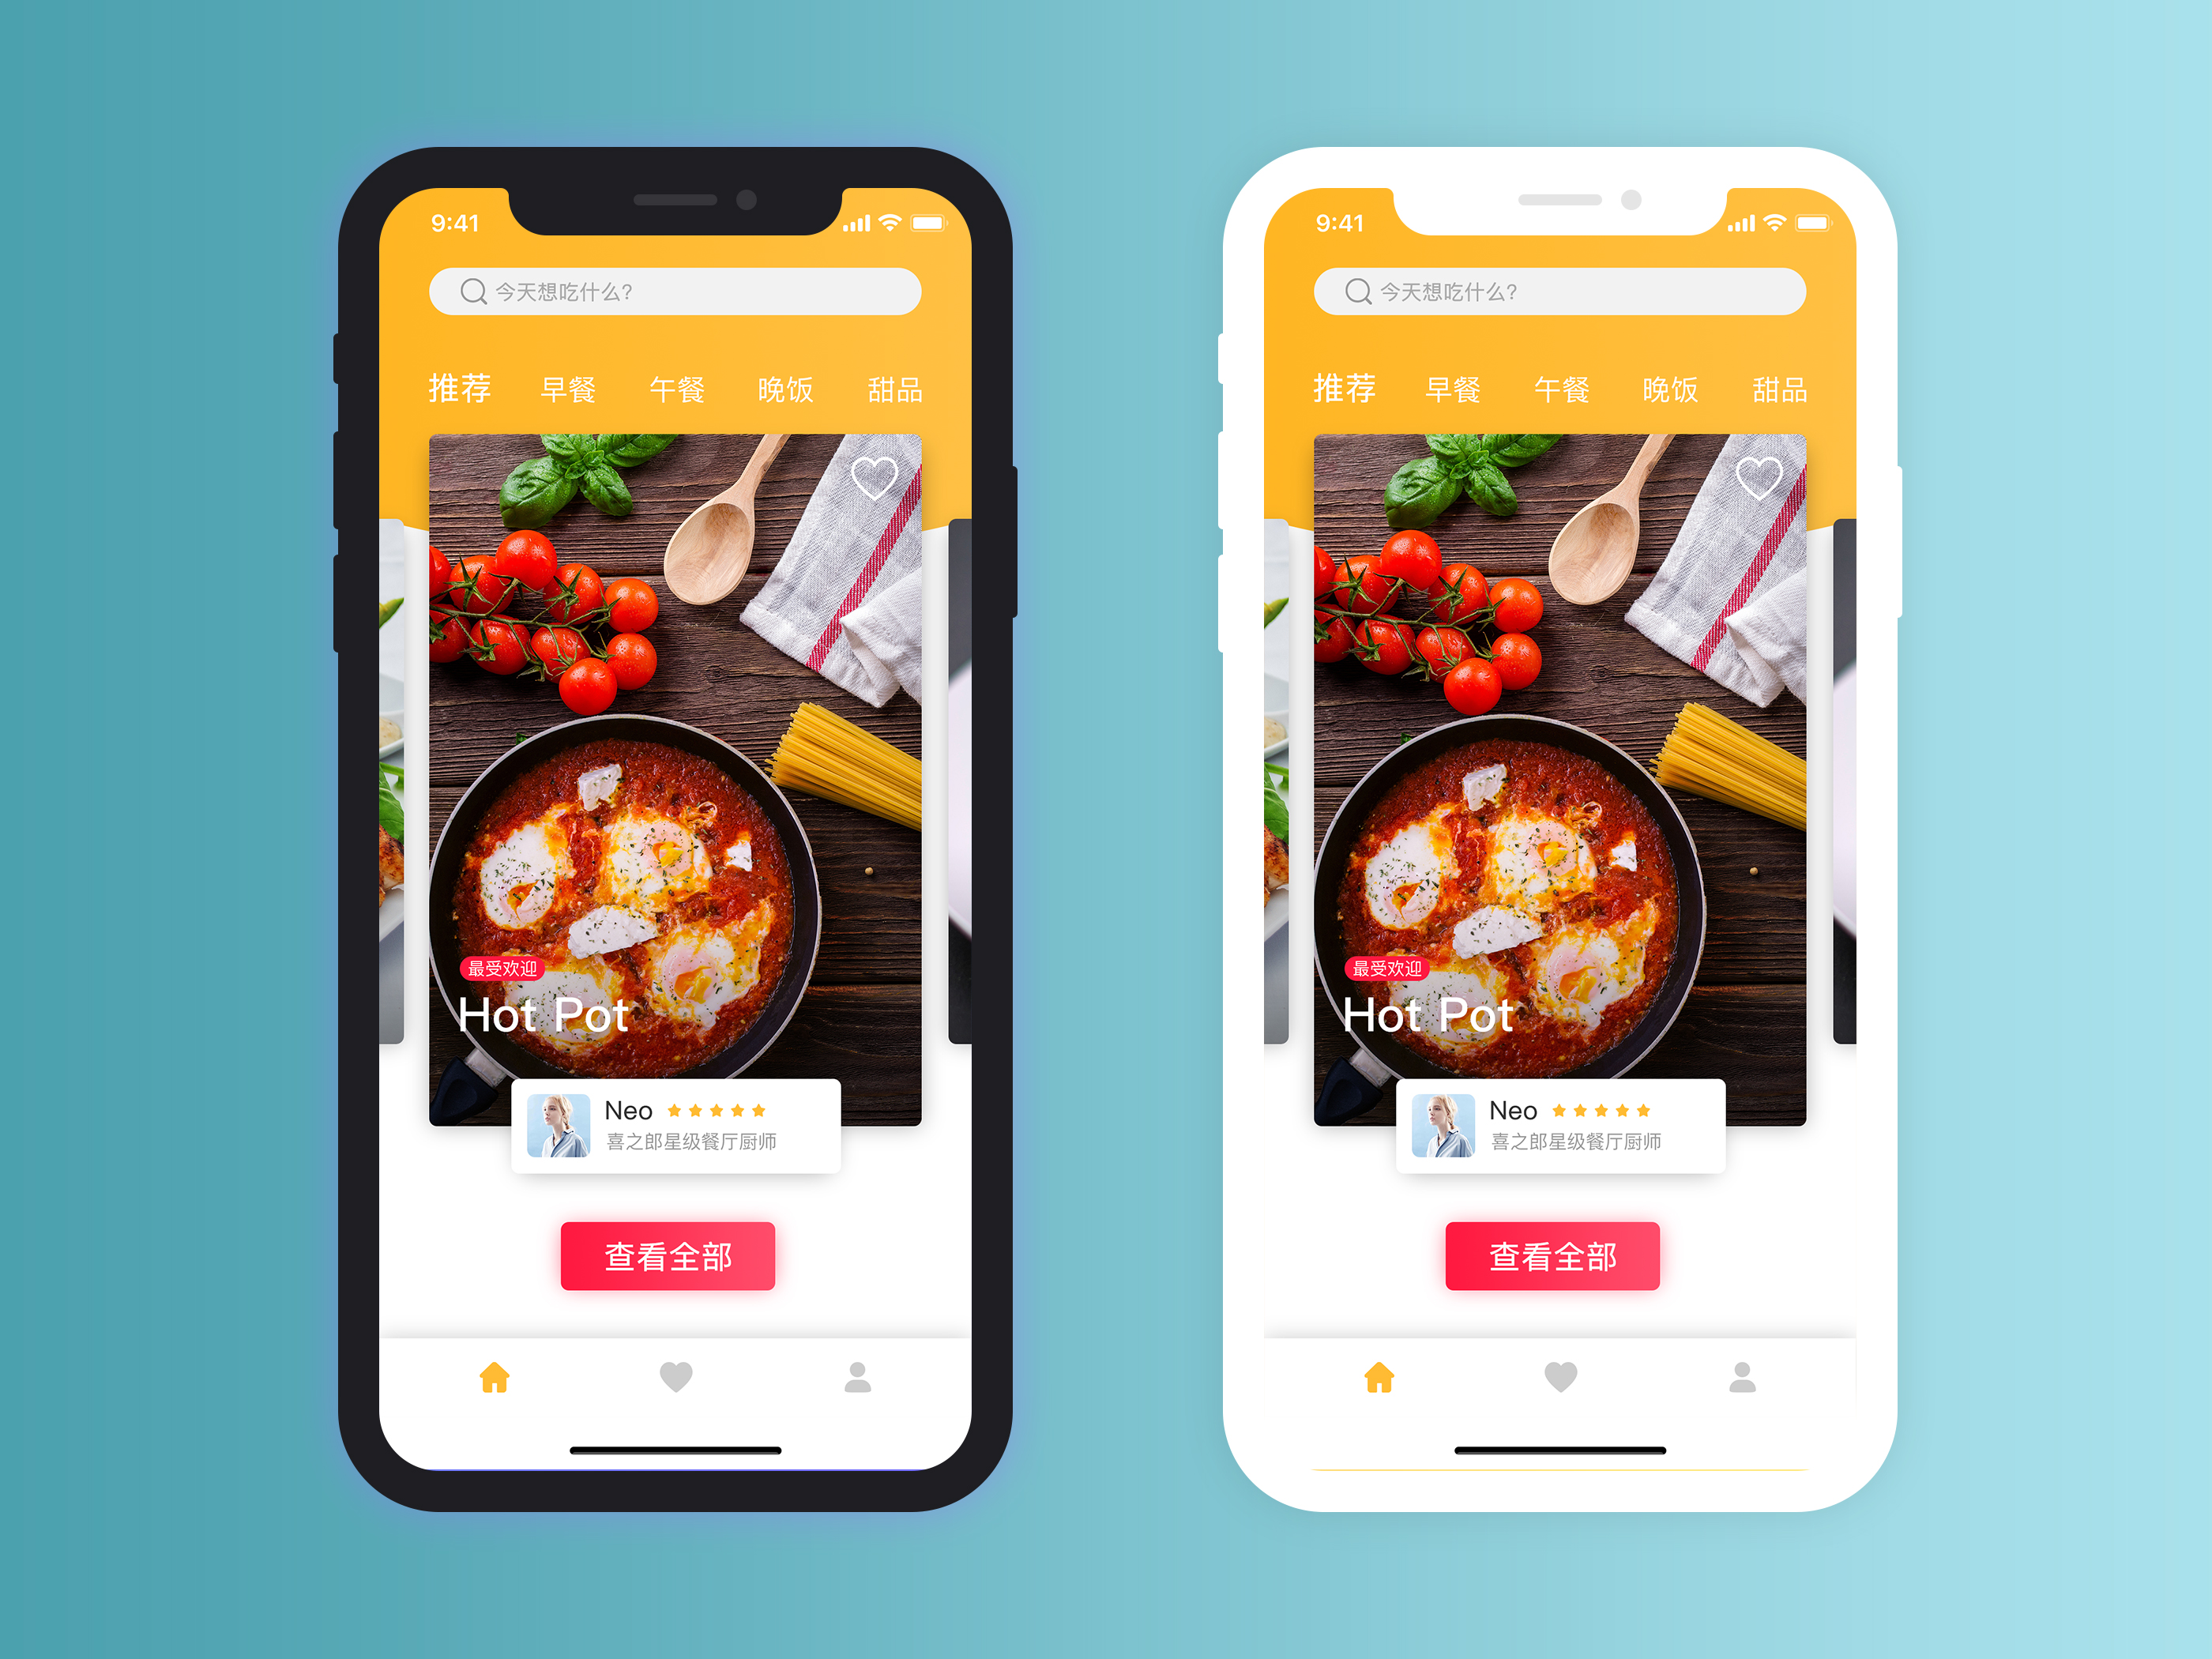 9:41
今天想吃什么?
推荐 早餐 午餐 晚饭 甜品
最受欢迎
Hot Pot
Neo
喜之郎星级餐厅厨师
查看全部
9:41
今天想吃什么?
推荐 早餐 午餐 晚饭 甜品
最受欢迎
Hot Pot
Neo
喜之郎星级餐厅厨师
查看全部